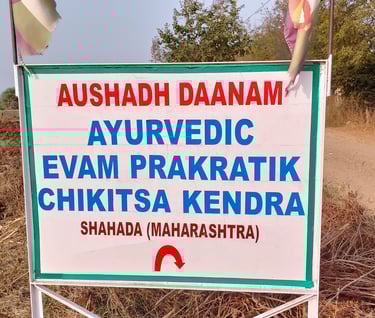 AUSHADH DAANAM
AYURVEDIC
EVAM PRAKRATIK
CHIKITSA KENDRA
SHAHADA (MAHARASHTRA)